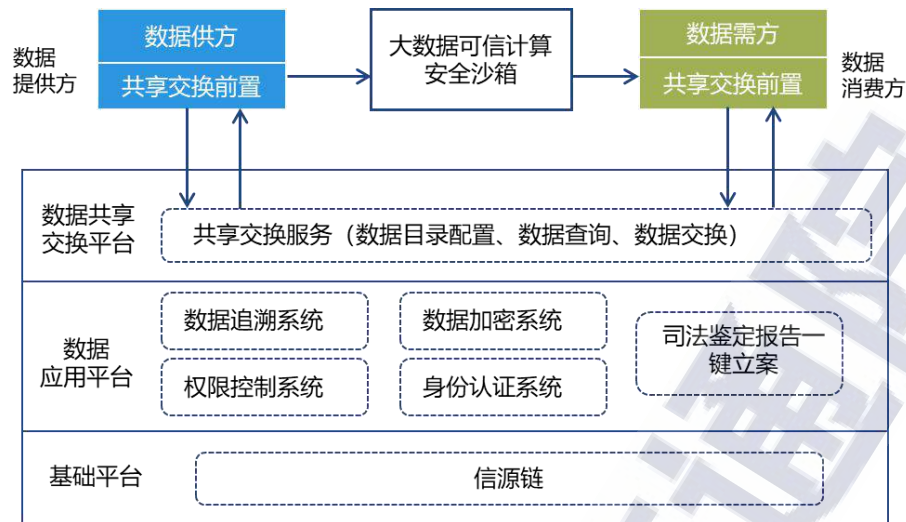 数据
提供方
数据供方
共享交换前置
大数据可信计算
安全沙箱
数据需方
共享交换前置
数据
消费方
数据共享
交换平台
共享交换服务（数据目录配置、数据查询、数据交换）
数据
应用平台
数据追溯系统
数据加密系统
权限控制系统
身份认证系统
司法鉴定报告一
键立案
基础平台
信源链